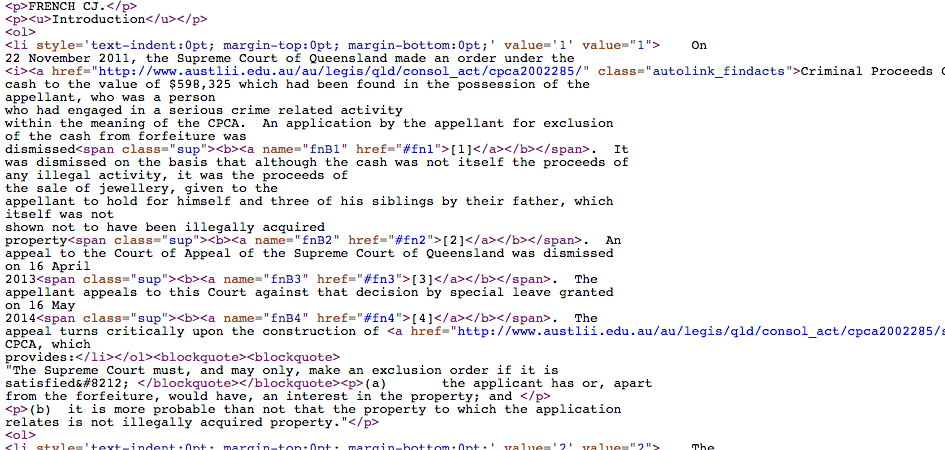 <p>FRENCH CJ.</p>
<p><u>Introduction</u></p>
<ol>
<li style='text-indent:0pt; margin-top:0pt; margin-bottom:0pt;' value='1' value="1">    On
22 November 2011, the Supreme Court of Queensland made an order under the
<i><a href="http://www.austlii.edu.au/au/legis/qld/consol_act/cpca2002285/" class="autolink_findacts">Criminal Proceeds
cash to the value of $598,325 which had been found in the possession of the
appellant, who was a person
who had engaged in a serious crime related activity
within the meaning of the CPCA.  An application by the appellant for exclusion
of the cash from forfeiture was
dismissed<span class="sup"><b><a name="fnB1" href="#fn1">[1]</a></b></span>.  It
was dismissed on the basis that although the cash was not itself the proceeds of
any illegal activity, it was the proceeds of
the sale of jewellery, given to the
appellant to hold for himself and three of his siblings by their father, which
itself was not
shown not to have been illegally acquired
property<span class="sup"><b><a name="fnB2" href="#fn2">[2]</a></b></span>.  An
appeal to the Court of Appeal of the Supreme Court of Queensland was dismissed
on 16 April
2013<span class="sup"><b><a name="fnB3" href="#fn3">[3]</a></b></span>.  The
appellant appeals to this Court against that decision by special leave granted
on 16 May
2014<span class="sup"><b><a name="fnB4" href="#fn4">[4]</a></b></span>.  The
appeal turns critically upon the construction of <a href="http://www.austlii.edu.au/au/legis/qld/consol_act/cpca2002285/s
CPCA, which
provides:</li></ol><blockquote><blockquote>
"The Supreme Court must, and may only, make an exclusion order if it is
satisfied&#8212; </blockquote></blockquote><p>(a)       the applicant has or, apart
from the forfeiture, would have, an interest in the property; and </p>
<p>(b)  it is more probable than not that the property to which the application
relates is not illegally acquired property."</p>
<ol>
<li style='text-indent:0pt; margin-top:0pt; margin-bottom:0pt;' value='2' value="2">    The